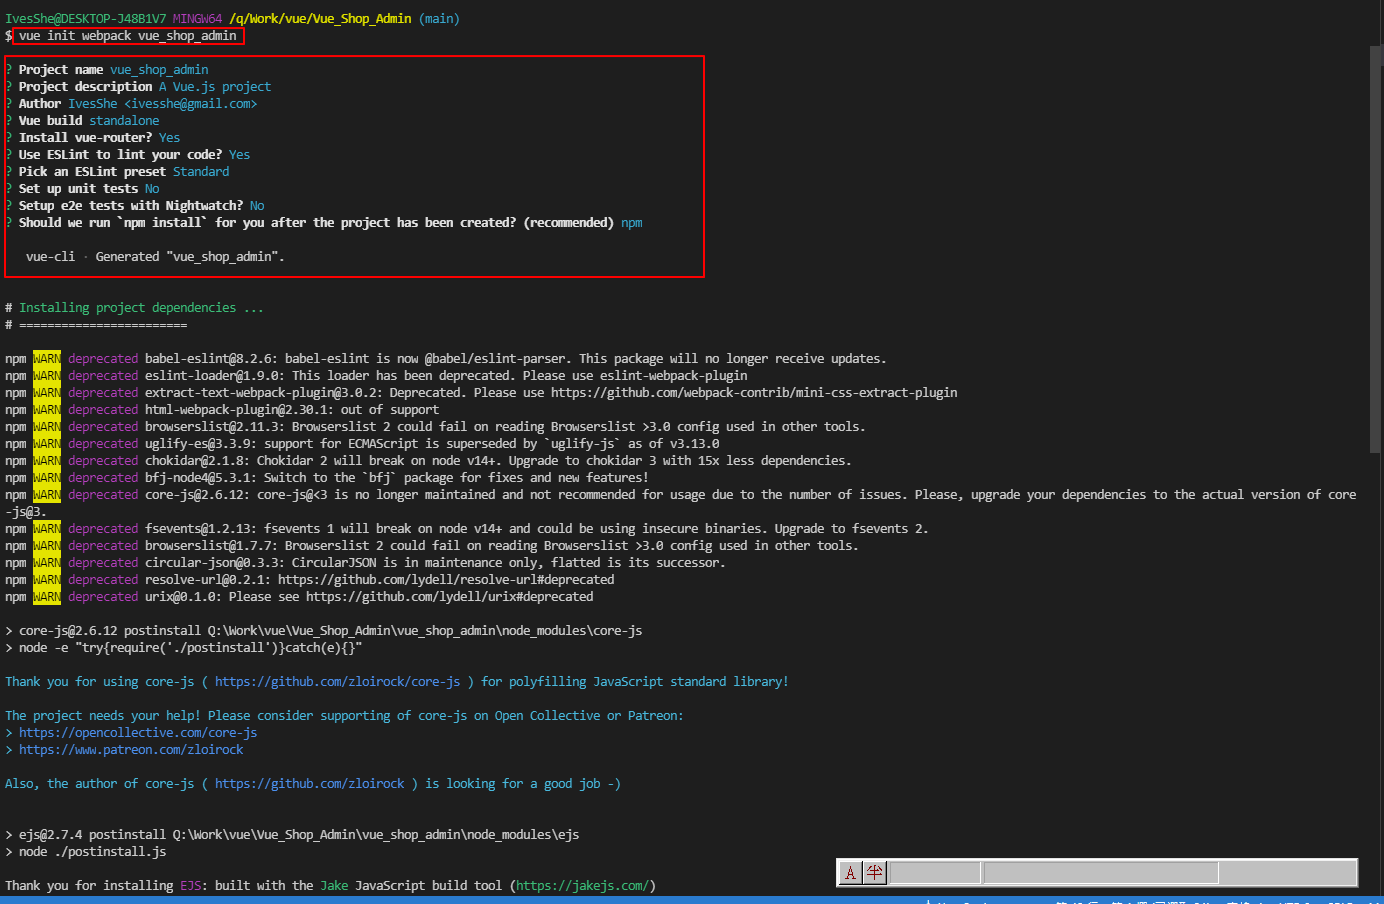 IvesShe@DESKTOP-J48B1V7 MINGW64 /q/Work/vue/Vue_Shop_Admin (main)
$ vue init webpack vue_shop_admin
? Project name vue_shop_admin
? Project description A Vue.js project
? Author IvesShe <ivesshe@gmail.com>
? Vue build standalone
? Install vue-router? Yes
? Use ESLint to lint your code? Yes
? Pick an ESLint preset Standard
? Set up unit tests No
? Setup e2e tests with Nightwatch? No
? Should we run `npm install` for you after the project has been created? (recommended) npm
vue-cli · Generated "vue_shop_admin".
# Installing project dependencies ...
# ========================
npm WARN deprecated babel-eslint@8.2.6: babel-eslint is now @babel/eslint-parser. This package will no longer receive updates.
npm WARN deprecated eslint-loader@1.9.0: This loader has been deprecated. Please use eslint-webpack-plugin
npm WARN deprecated extract-text-webpack-plugin@3.0.2: Deprecated. Please use https://github.com/webpack-contrib/mini-css-extract-plugin
npm WARN deprecated html-webpack-plugin@2.30.1: out of support
npm WARN deprecated browserslist@2.11.3: Browserslist 2 could fail on reading Browserslist >3.0 config used in other tools.
npm WARN deprecated uglify-es@3.3.9: support for ECMAScript is superseded by `uglify-js` as of v3.13.0
npm WARN deprecated chokidar@2.1.8: Chokidar 2 will break on node v14+. Upgrade to chokidar 3 with 15x less dependencies.
npm WARN deprecated bfj-node4@5.3.1: Switch to the `bfj` package for fixes and new features!
npm WARN deprecated core-js@2.6.12: core-js@<3 is no longer maintained and not recommended for usage due to the number of issues. Please, upgrade your dependencies to the actual version of core
-js@3.
npm WARN deprecated fsevents@1.2.13: fsevents 1 will break on node v14+ and could be using insecure binaries. Upgrade to fsevents 2.
npm WARN deprecated browserslist@1.7.7: Browserslist 2 could fail on reading Browserslist >3.0 config used in other tools.
npm WARN deprecated circular-json@0.3.3: CircularJSON is in maintenance only, flatted is its successor.
npm WARN deprecated resolve-url@0.2.1: https://github.com/lydell/resolve-url#deprecated
npm WARN deprecated urix@0.1.0: Please see https://github.com/lydell/urix#deprecated
> core-js@2.6.12 postinstall Q:\Work\vue\Vue_Shop_Admin\vue_shop_admin\node_modules\core-js
> node -e "try{require('./postinstall')}catch(e){}"
Thank you for using core-js ( https://github.com/zloirock/core-js ) for polyfilling JavaScript standard library!
The project needs your help! Please consider supporting of core-js on Open Collective or Patreon:
> https://opencollective.com/core-js
> https://www.patreon.com/zloirock
Also, the author of core-js ( https://github.com/zloirock ) is looking for a good job -)
> ejs@2.7.4 postinstall Q:\Work\vue\Vue_Shop_Admin\vue_shop_admin\node_modules\ejs
> node ./postinstall.js
A 半
Thank you for installing EJS: built with the Jake JavaScript build tool (https://jakejs.com/)